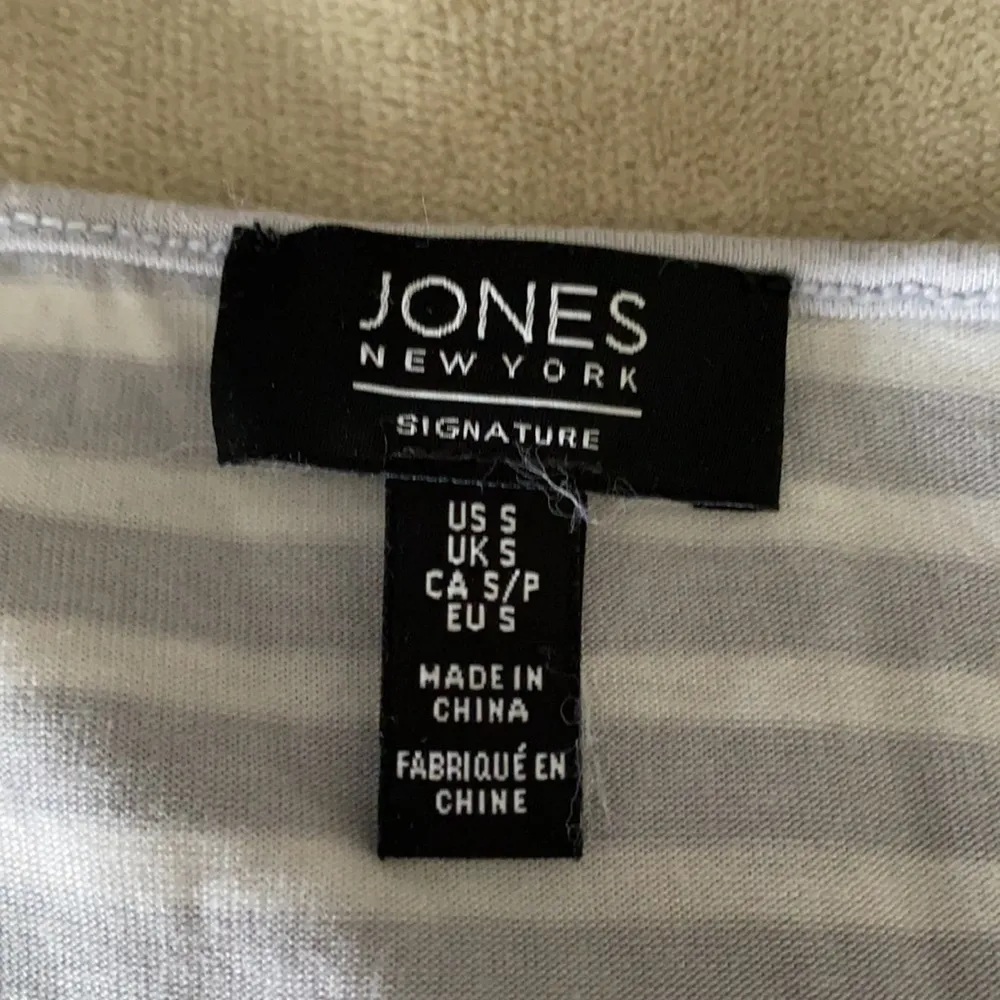 JONES
NEW YORK
SIGNATURE
US S
UK S
CA S/P
EU S
MADE IN
CHINA
FABRIQUÉ EN
CHINE